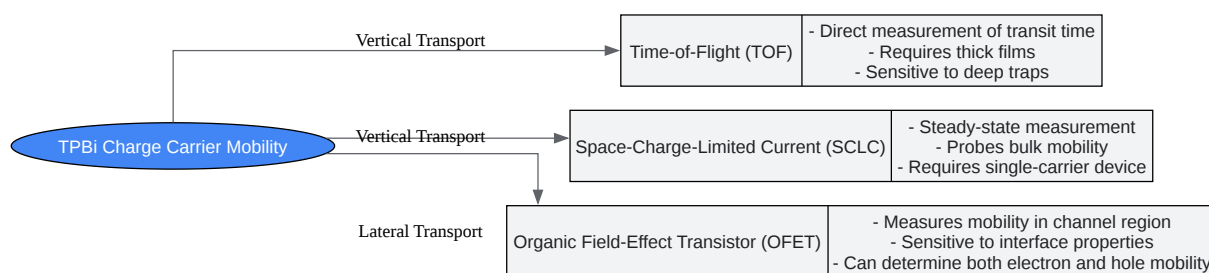 Vertical Transport
Time-of-Flight (TOF)
- Direct measurement of transit time
- Requires thick films
- Sensitive to deep traps
TPBi Charge Carrier Mobility
Vertical Transport
Space-Charge-Limited Current (SCLC)
- Steady-state measurement
- Probes bulk mobility
- Requires single-carrier device
Lateral Transport
Organic Field-Effect Transistor (OFET)
- Measures mobility in channel region
- Sensitive to interface properties
- Can determine both electron and hole mobility